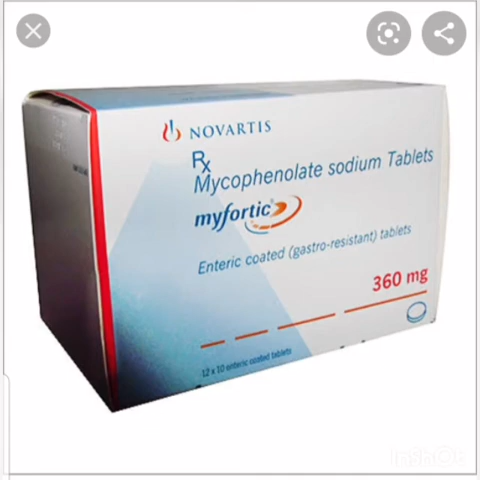 NOVARTIS
Rx
Mycophenolate sodium Tablets
myfortic
Enteric coated (gastro-resistant) tablets
360 mg
12 x 10 enteric coated tablets